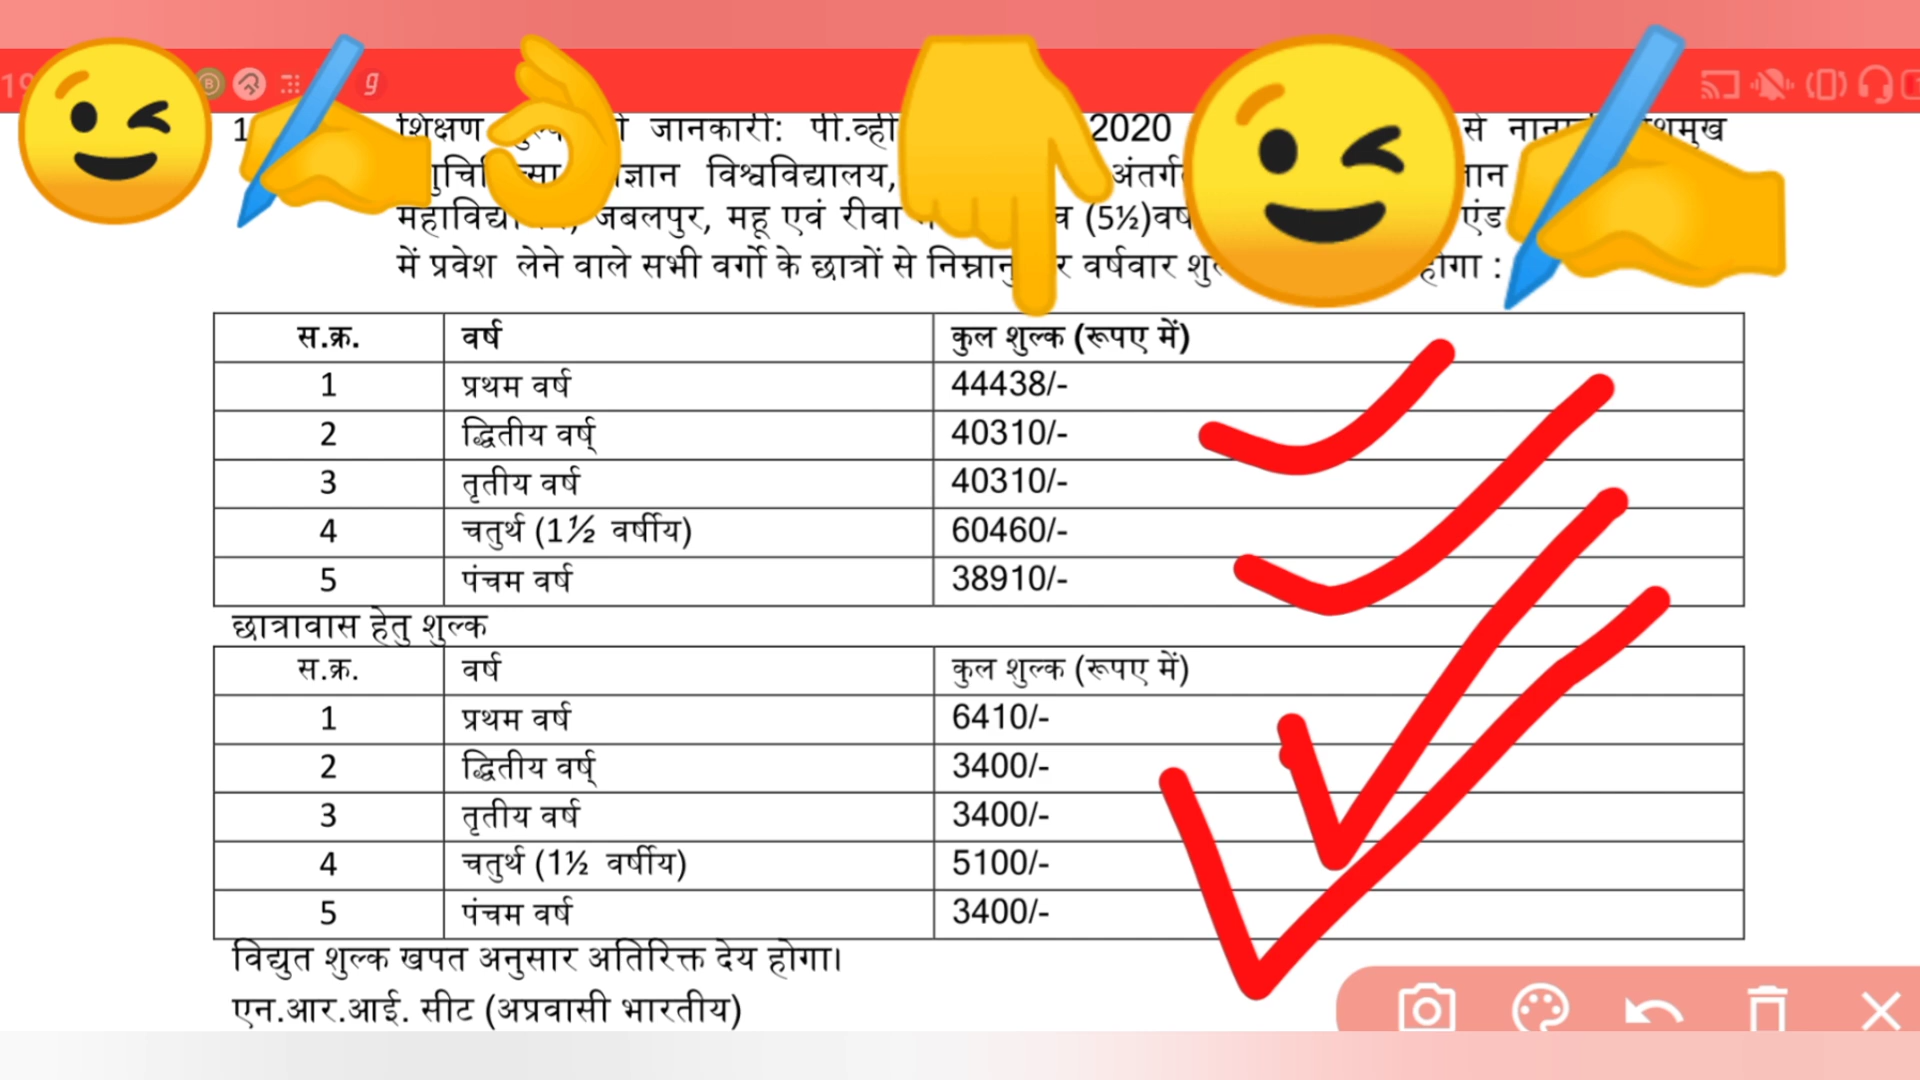 शिक्षण जानकारी: 2020 से
विश्वविद्यालय,
जबलपुर, महू एवं रीवा (5½)वर्ष एंड
में प्रवेश लेने वाले सभी वर्गो के छात्रों से वर्षवार होगा :
स.क्र. वर्ष कुल शुल्क (रूपए में)
1 प्रथम वर्ष 44438/-
2 द्धितीय वर्ष् 40310/-
3 तृतीय वर्ष 40310/-
4 चतुर्थ (1½ वर्षीय) 60460/-
5 पंचम वर्ष 38910/-
छात्रावास हेतु शुल्क
स.क्र. वर्ष कुल शुल्क (रूपए में)
1 प्रथम वर्ष 6410/-
2 द्धितीय वर्ष् 3400/-
3 तृतीय वर्ष 3400/-
4 चतुर्थ (1½ वर्षीय) 5100/-
5 पंचम वर्ष 3400/-
विद्युत शुल्क खपत अनुसार अतिरिक्त देय होगा।
एन.आर.आई. सीट (अप्रवासी भारतीय)